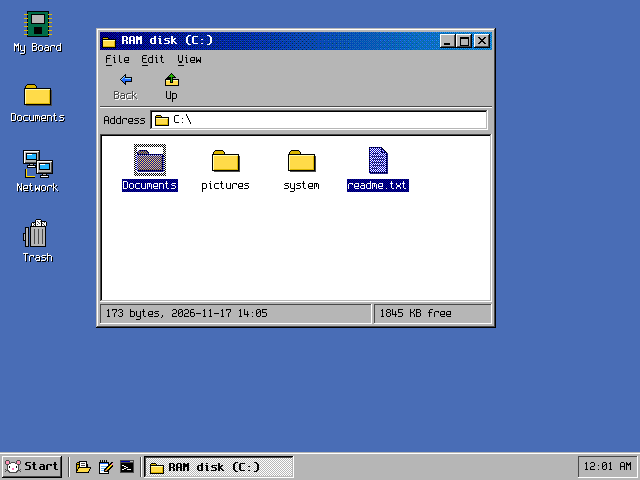 My Board
Documents
Network
Trash
RAM disk (C:)
File Edit View
Back Up
Address C:\
Documents pictures system readme.txt
173 bytes, 2026-11-17 14:05 1845 KB free
Start RAM disk (C:) 12:01 AM